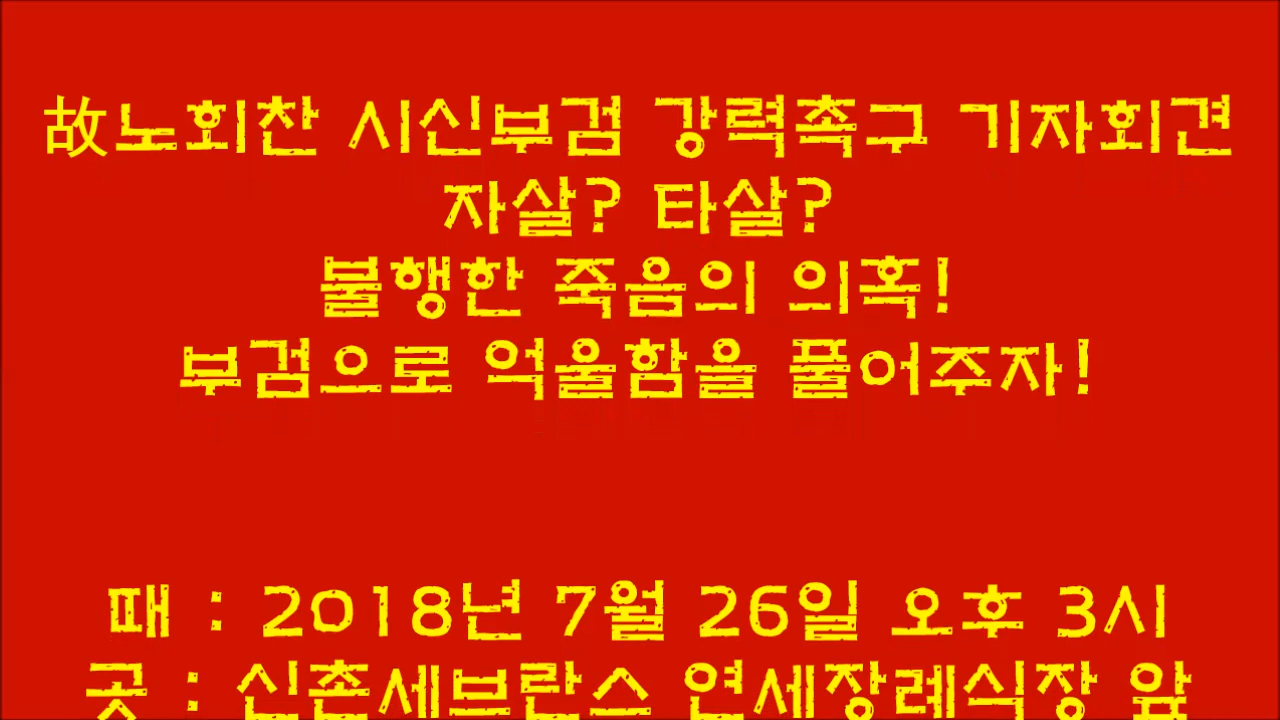 故노회찬 시신부검 강력촉구 기자회견
자살? 타살?
불행한 죽음의 의혹!
부검으로 억울함을 풀어주자!
때 : 2018년 7월 26일 오후 3시
곳 : 신촌세브란스 연세장례식장 앞